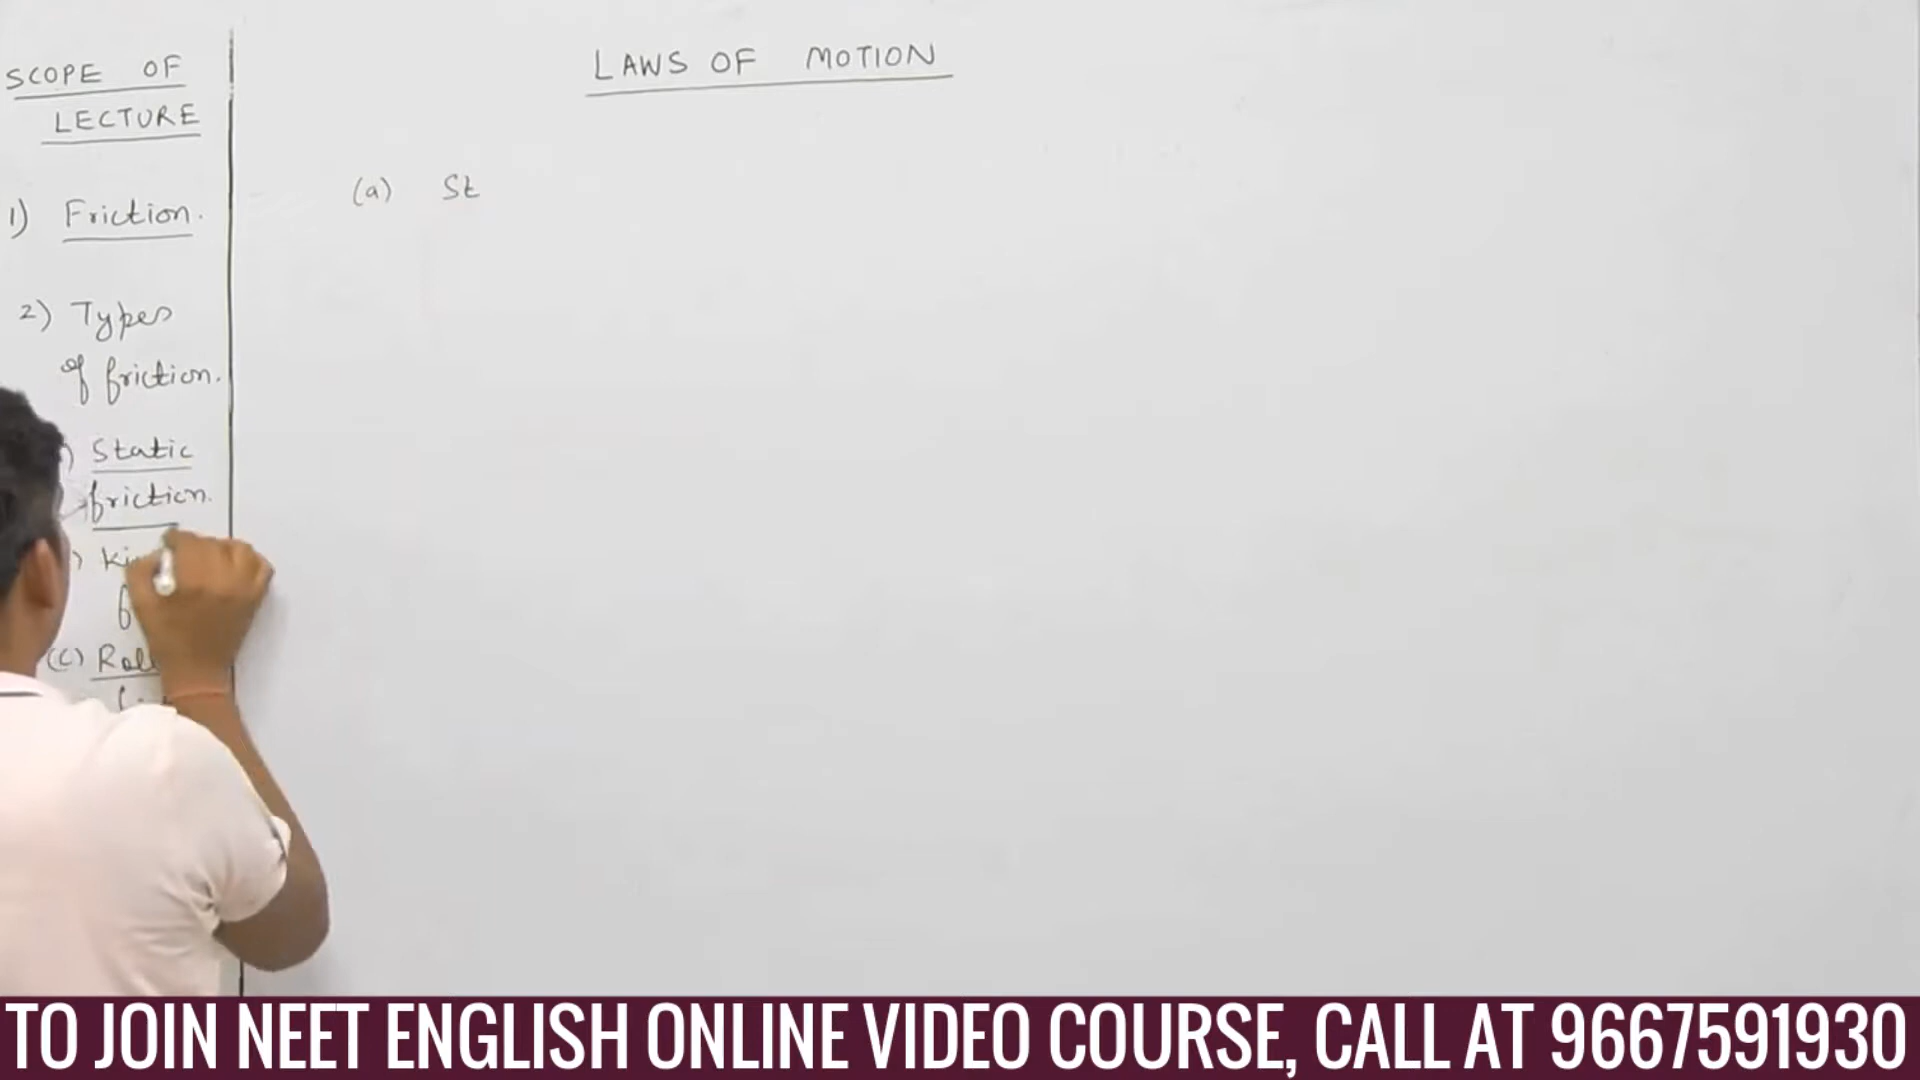 SCOPE OF
LECTURE
1) Friction.
2) Types
of friction.
) Static
friction.
(c)
LAWS OF MOTION
(a) St
TO JOIN NEET ENGLISH ONLINE VIDEO COURSE, CALL AT 9667591930